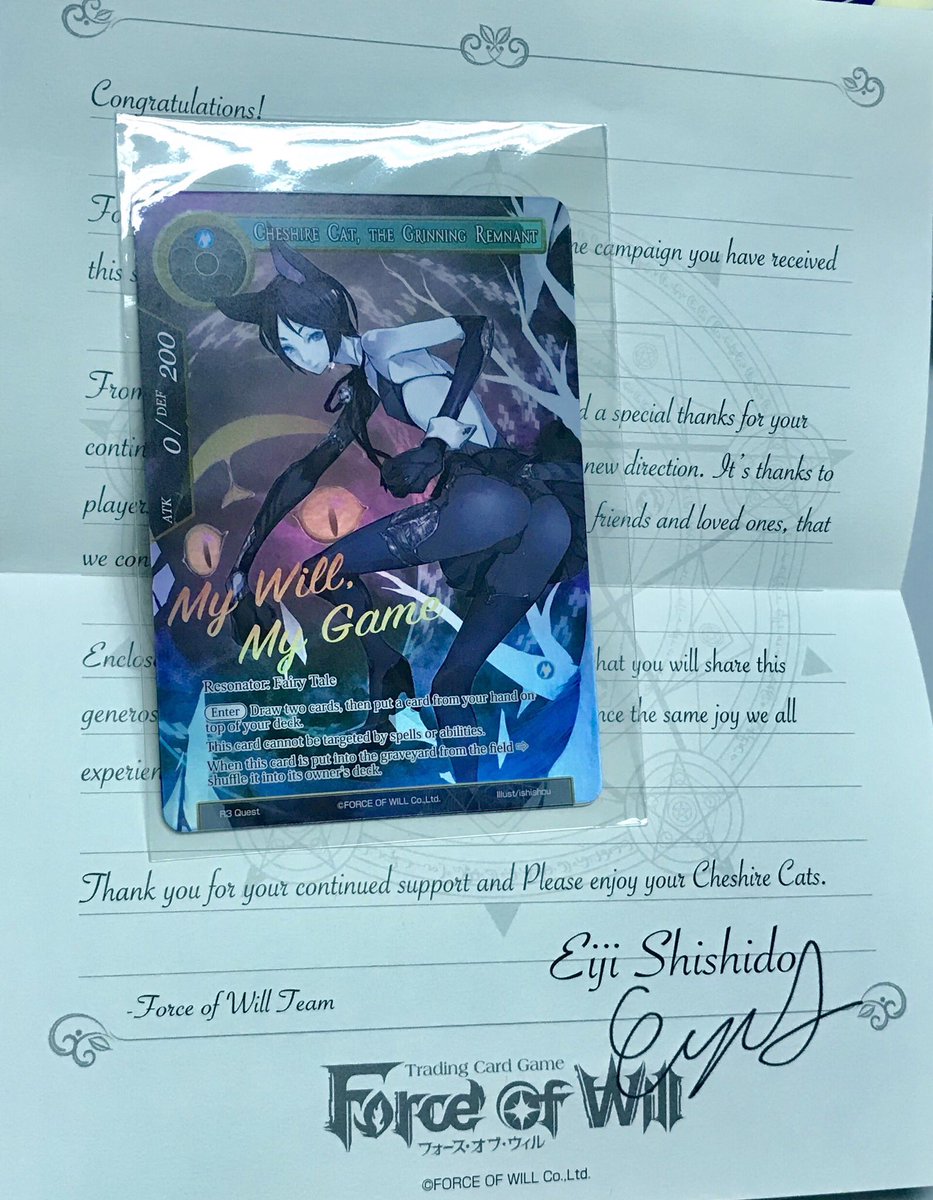 Congratulations!
Fo
e campaign you have received
this s
From
d a special thanks for your
contin
new direction. It's thanks to
player
friends and loved ones, that
we con
Enclose
hat you will share this
generos
nce the same joy we all
experien
CHESHIRE CAT, THE GRINNING REMNANT
ATK 0 / DEF 200
My Will,
My Game
Resonator: Fairy Tale
Enter Draw two cards, then put a card from your hand on
top of your deck.
This card cannot be targeted by spells or abilities.
When this card is put into the graveyard from the field ⇨
shuffle it into its owner's deck.
R3 Quest ©FORCE OF WILL Co.,Ltd. Illust/ishishou
Thank you for your continued support and Please enjoy your Cheshire Cats.
Eiji Shishido
-Force of Will Team
Trading Card Game
Force of Will
フォース・オブ・ウィル
©FORCE OF WILL Co.,Ltd.